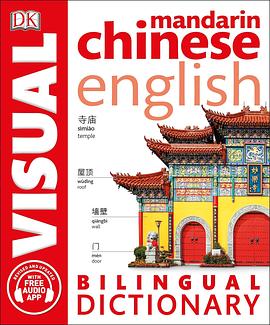 DK
VISUAL
mandarin
chinese
english
寺庙
sìmiào
temple
屋顶
wūdǐng
roof
墙壁
qiángbì
wall
门
mén
door
REVISED AND UPDATED
WITH
FREE
AUDIO
APP
BILINGUAL
DICTIONARY